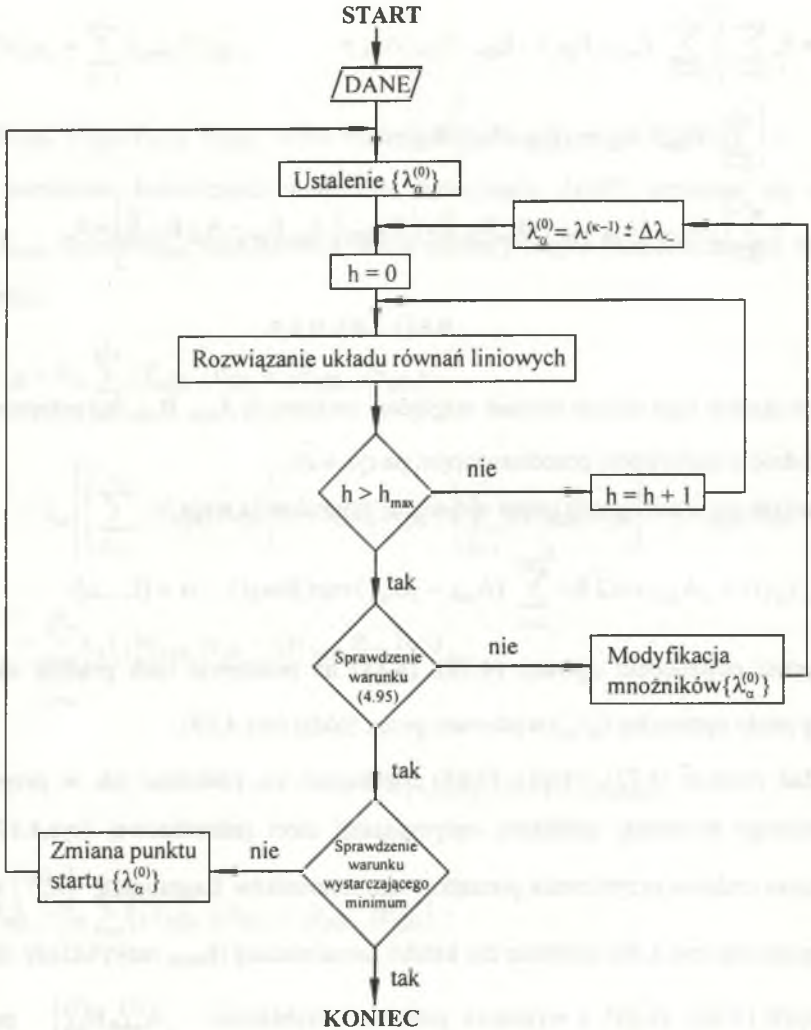 START
/DANE/
Ustalenie {λα^(0)}
λα^(0) = λ^(κ−1) ± Δλ
h = 0
Rozwiązanie układu równań liniowych
h > h_max
nie
h = h + 1
tak
Sprawdzenie
warunku
(4.95)
nie
Modyfikacja
mnożników{λα^(0)}
tak
Zmiana punktu
startu {λα^(0)}
nie
Sprawdzenie
warunku
wystarczającego
minimum
tak
KONIEC